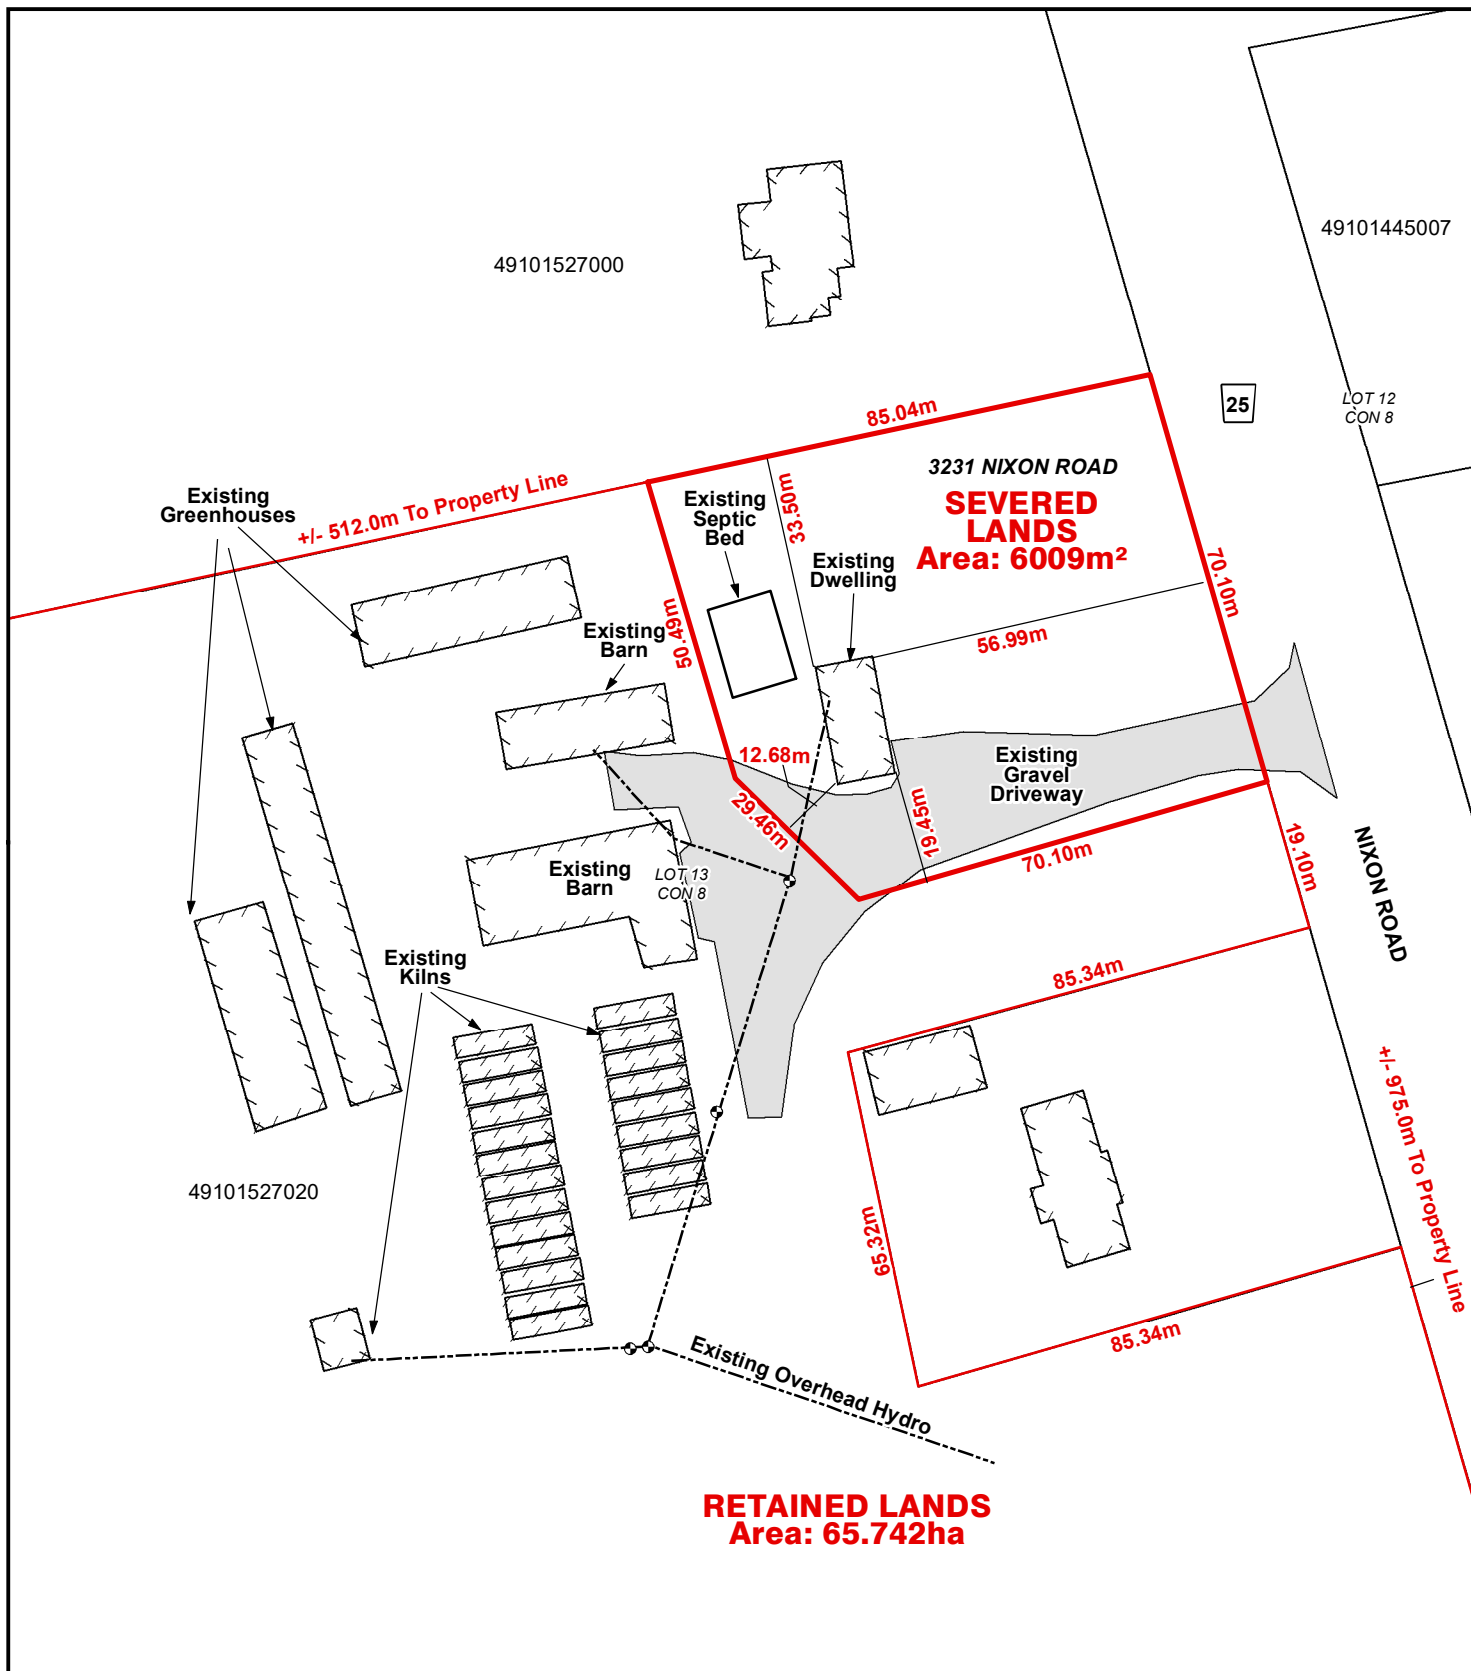 49101445007
49101527000
25
LOT 12
CON 8
85.04m
3231 NIXON ROAD
SEVERED
LANDS
Area: 6009m²
+/- 512.0m To Property Line
Existing
Greenhouses
Existing
Septic
Bed
33.50m
Existing
Dwelling
70.10m
50.49m
Existing
Barn
56.99m
12.68m
Existing
Gravel
Driveway
29.46m
19.45m
70.10m
19.10m
NIXON ROAD
Existing
Barn
LOT 13
CON 8
Existing
Kilns
85.34m
+/- 975.0m To Property Line
49101527020
65.32m
85.34m
Existing Overhead Hydro
RETAINED LANDS
Area: 65.742ha